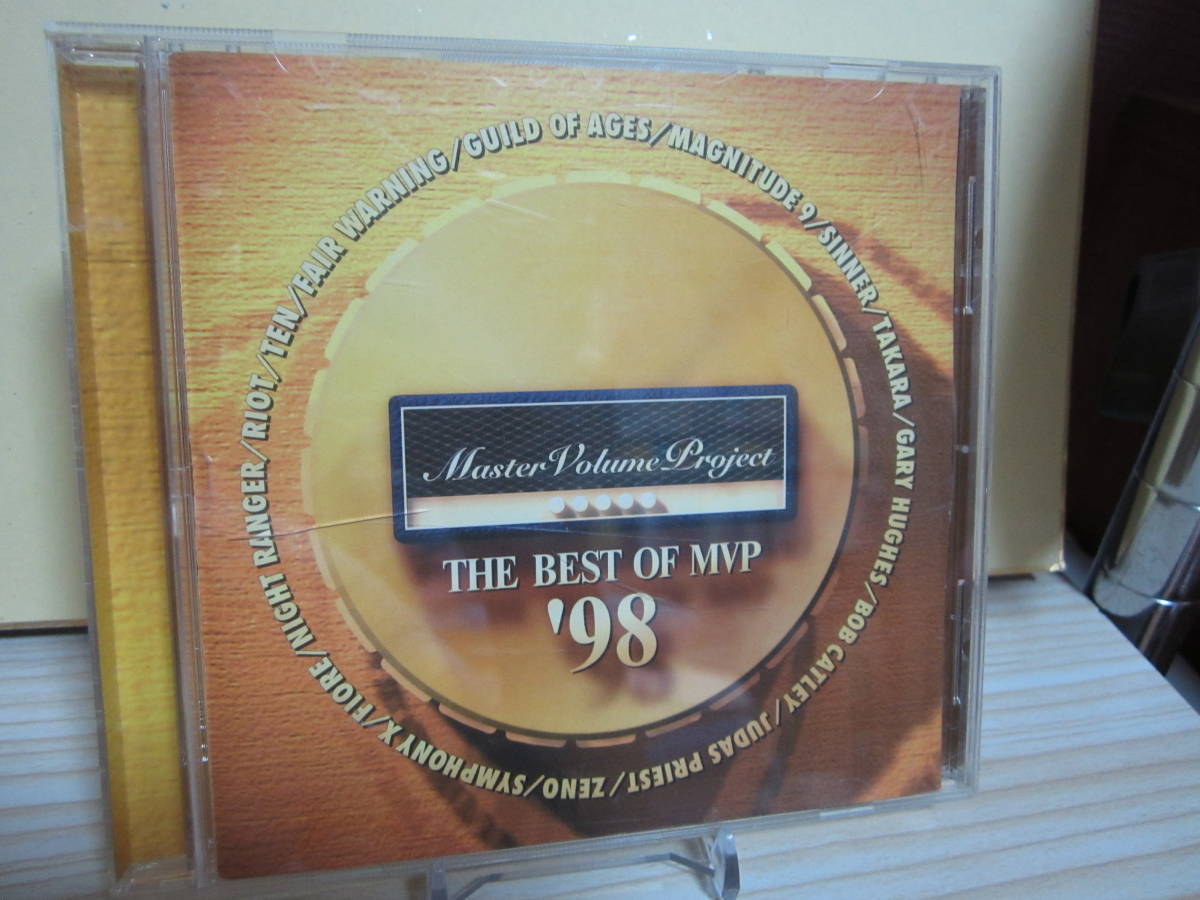 GUILD OF AGES/MAGNITUDE 9/SINNER/TAKARA/GARY HUGHES/BOB CATLEY/JUDAS PRIEST/ZENO/SYMPHONY X/FIORE/NIGHT RANGER/RIOT/TEN/FAIR WARNING/
Master Volume Project
THE BEST OF MVP
'98